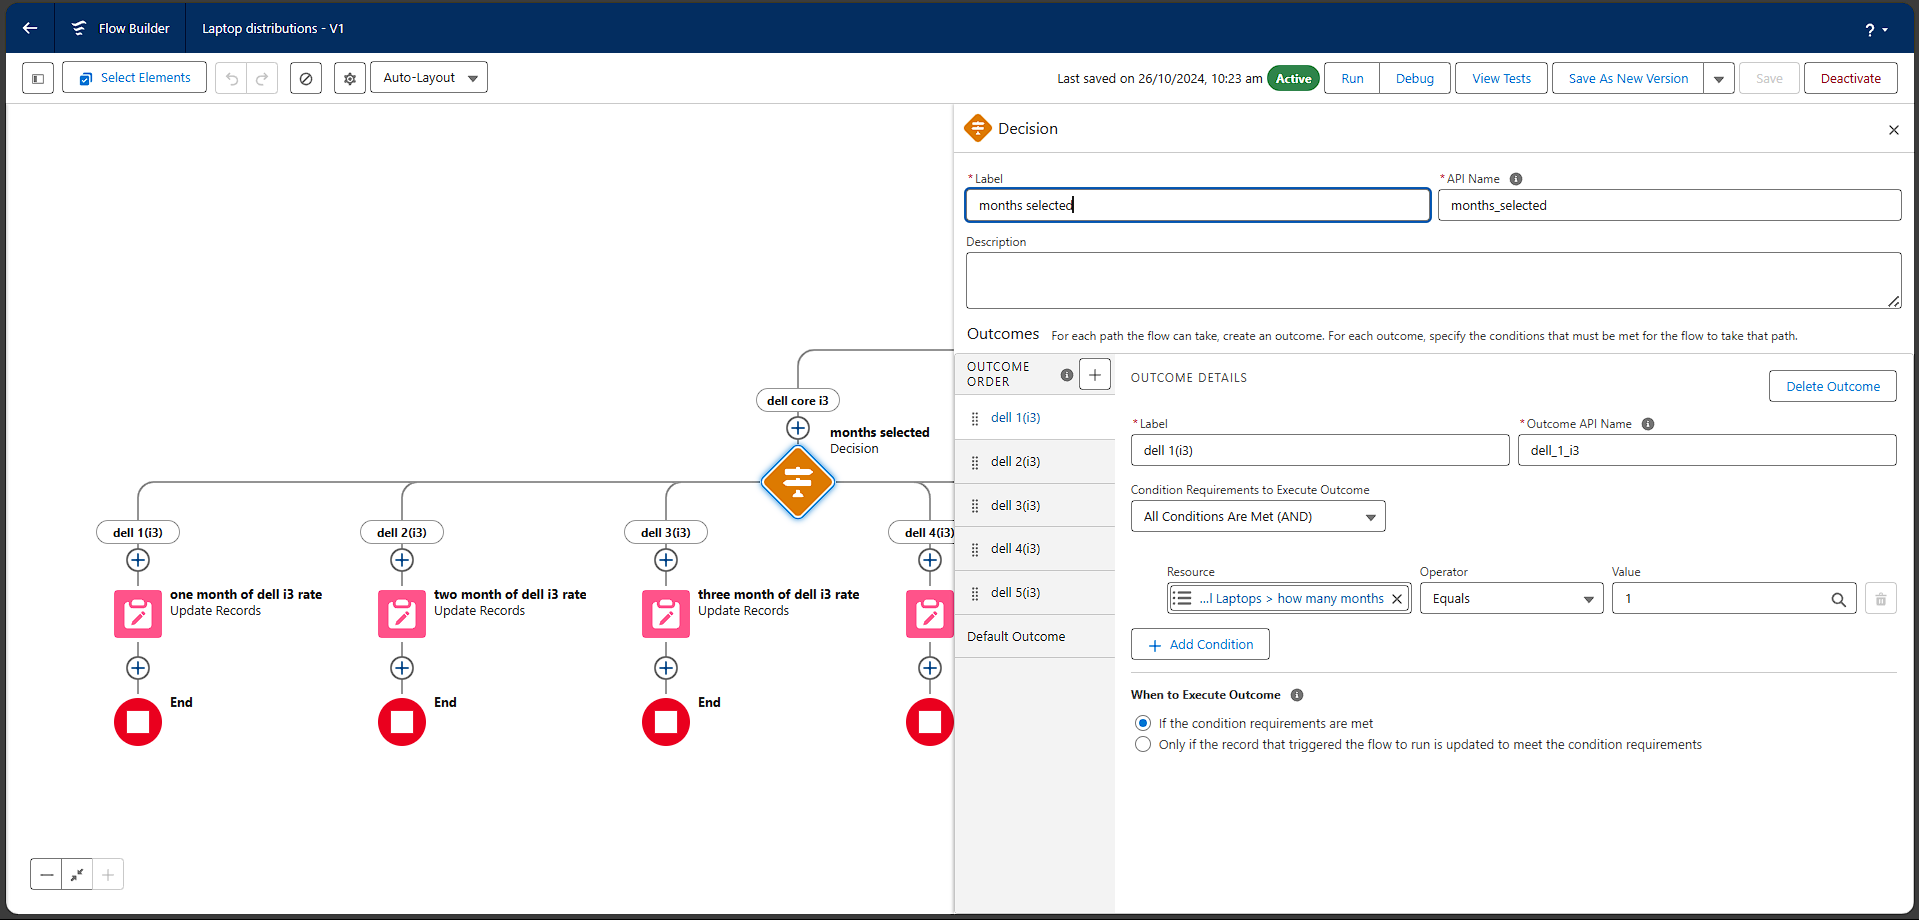 Flow Builder
Laptop distributions - V1
?
Select Elements
Auto-Layout
Last saved on 26/10/2024, 10:23 am
Active
Run
Debug
View Tests
Save As New Version
Save
Deactivate
dell core i3
months selected
Decision
dell 1(i3)
dell 2(i3)
dell 3(i3)
dell 4(i3)
one month of dell i3 rate
Update Records
two month of dell i3 rate
Update Records
three month of dell i3 rate
Update Records
End
End
End
Decision
* Label
months selected
* API Name
months_selected
Description
Outcomes
For each path the flow can take, create an outcome. For each outcome, specify the conditions that must be met for the flow to take that path.
OUTCOME
ORDER
dell 1(i3)
dell 2(i3)
dell 3(i3)
dell 4(i3)
dell 5(i3)
Default Outcome
OUTCOME DETAILS
Delete Outcome
* Label
dell 1(i3)
* Outcome API Name
dell_1_i3
Condition Requirements to Execute Outcome
All Conditions Are Met (AND)
Resource
...l Laptops > how many months
Operator
Equals
Value
1
Add Condition
When to Execute Outcome
If the condition requirements are met
Only if the record that triggered the flow to run is updated to meet the condition requirements